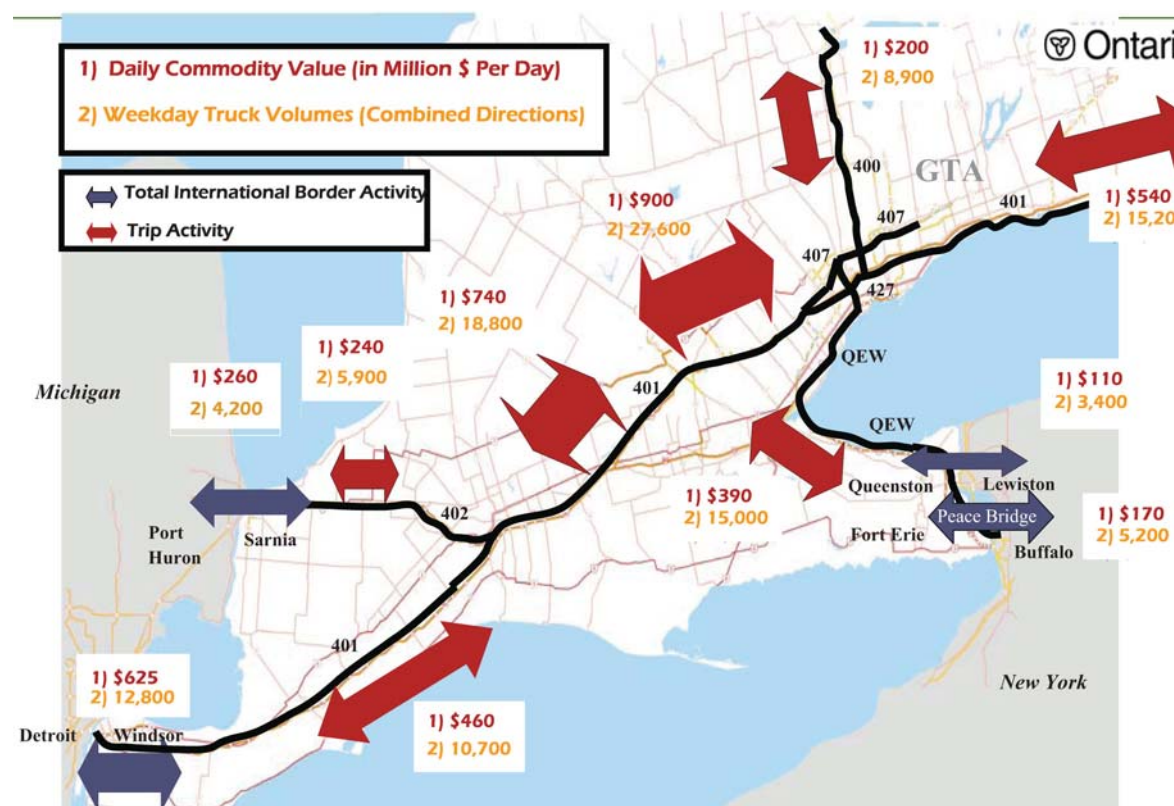 1) Daily Commodity Value (in Million $ Per Day)
2) Weekday Truck Volumes (Combined Directions)
Total International Border Activity
Trip Activity
1) $200
2) 8,900
Ontari
GTA
400
401
407
407
427
1) $540
2) 15,20
1) $900
2) 27,600
1) $740
2) 18,800
1) $240
2) 5,900
1) $260
2) 4,200
Michigan
401
QEW
QEW
1) $110
2) 3,400
Queenston
Lewiston
Peace Bridge
1) $170
2) 5,200
Fort Erie
Buffalo
1) $390
2) 15,000
402
Port
Huron
Sarnia
401
New York
1) $625
2) 12,800
Detroit
Windsor
1) $460
2) 10,700